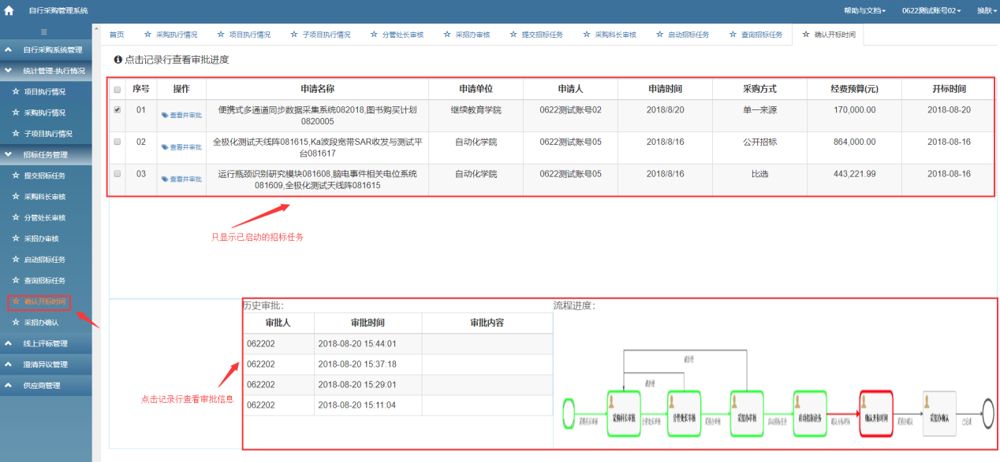 自行采购管理系统
帮助与文档 0622测试账号02 换肤
首页 采购执行情况 项目执行情况 子项目执行情况 分管处长审核 采招办审核 提交招标任务 采购科长审核 启动招标任务 查询招标任务 确认开标时间
自行采购系统管理
统计管理-执行情况
项目执行情况
采购执行情况
子项目执行情况
招标任务管理
提交招标任务
采购科长审核
分管处长审核
采招办审核
启动招标任务
查询招标任务
确认开标时间
采招办确认
线上评标管理
澄清异议管理
供应商管理
点击记录行查看审批进度
序号 操作 申请名称 申请单位 申请人 申请时间 采购方式 经费预算(元) 开标时间
01 查看并审批 便携式多通道同步数据采集系统082018,图书购买计划 继续教育学院 0622测试账号02 2018/8/20 单一来源 170,000.00 2018-08-20
0820005
02 查看并审批 全极化测试天线阵081615,Ka波段宽带SAR收发与测试平 自动化学院 0622测试账号05 2018/8/16 公开招标 864,000.00 2018-08-16
台081617
03 查看并审批 运行瓶颈识别研究模块081608,脑电事件相关电位系统 自动化学院 0622测试账号05 2018/8/16 比选 443,221.99 2018-08-16
081609,全极化测试天线阵081615
只显示已启动的招标任务
点击记录行查看审批信息
历史审批:
审批人 审批时间 审批内容
062202 2018-08-20 15:44:01
062202 2018-08-20 15:37:18
062202 2018-08-20 15:29:01
062202 2018-08-20 15:11:04
流程进度:
采购科长审核 分管处长审核 采招办审核 启动招标任务 确认开标时间 采招办确认